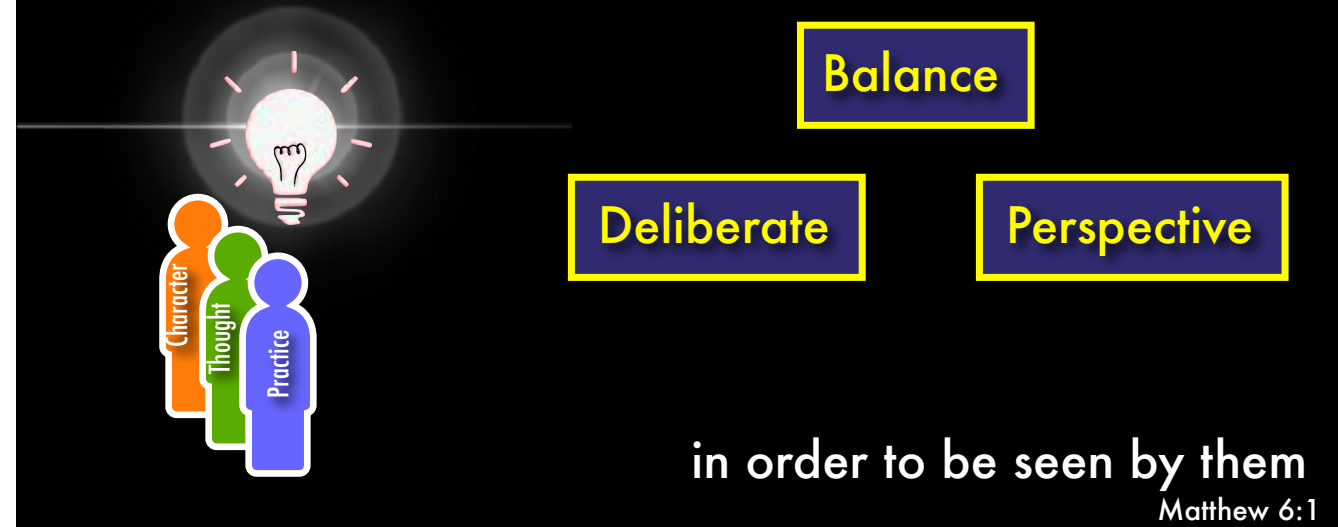 Balance
Deliberate
Perspective
Character
Thought
Practice
in order to be seen by them
Matthew 6:1